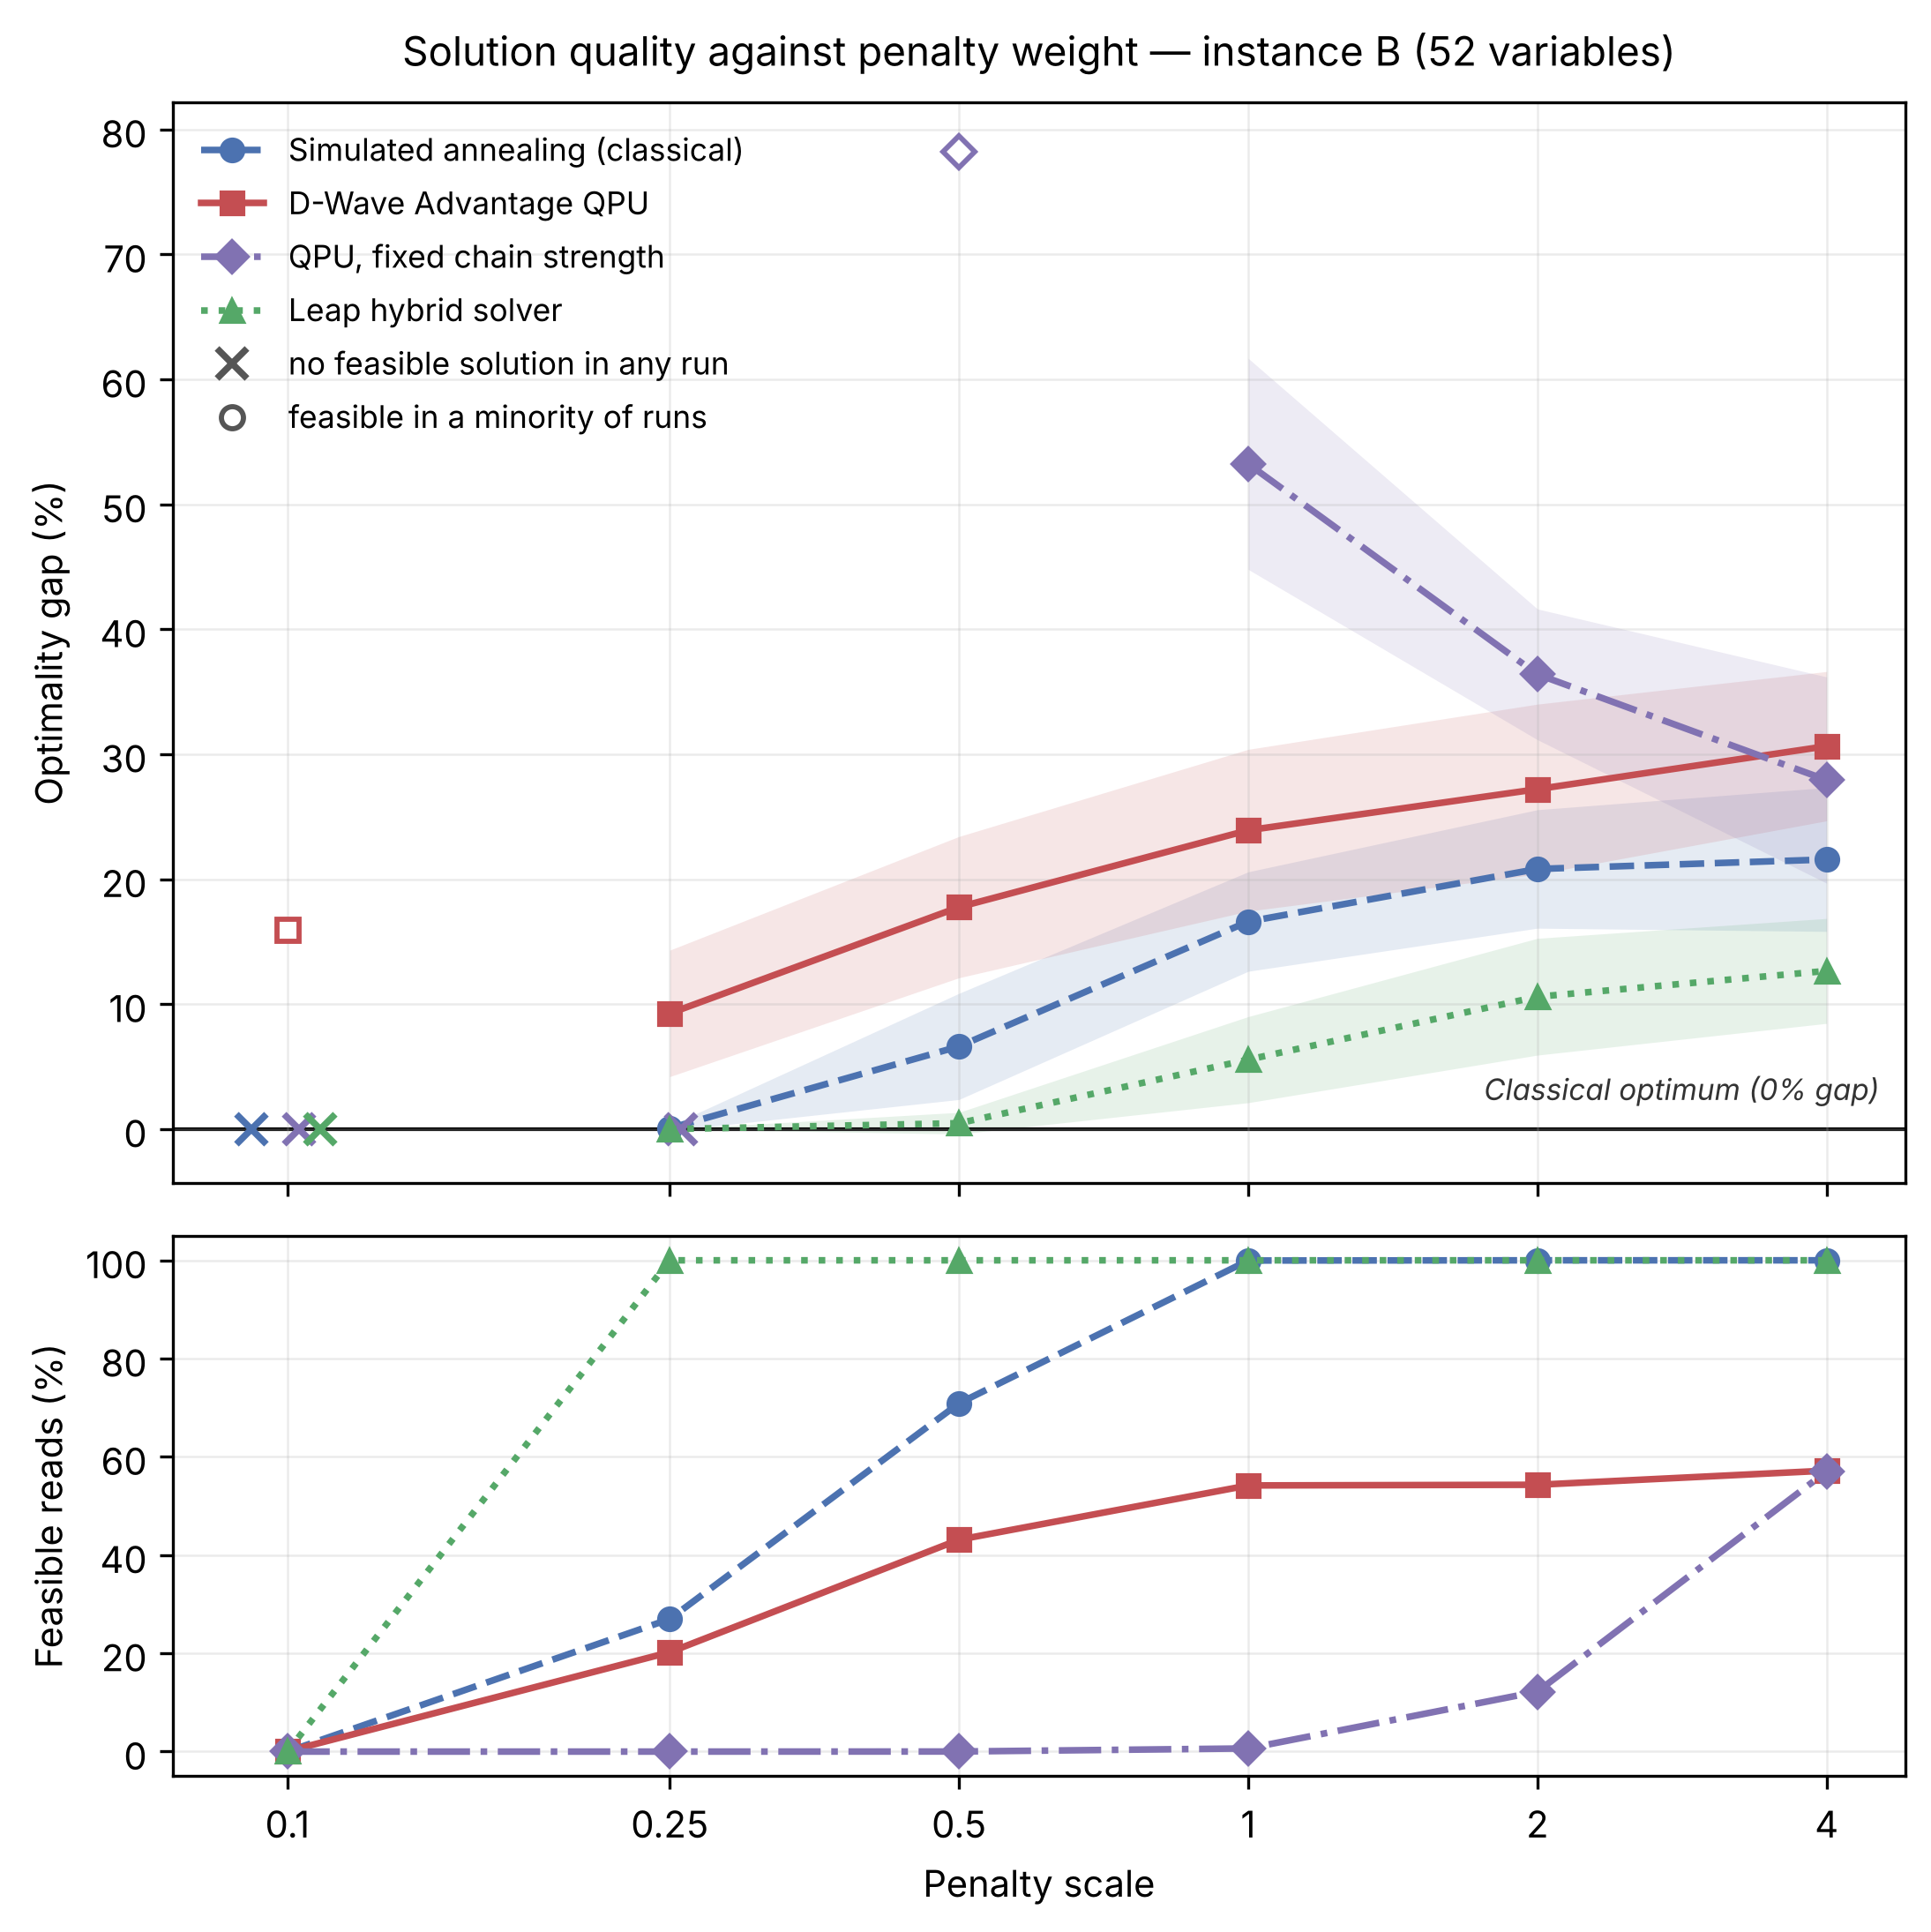 Solution quality against penalty weight — instance B (52 variables)
Simulated annealing (classical)
D-Wave Advantage QPU
QPU, fixed chain strength
Leap hybrid solver
no feasible solution in any run
feasible in a minority of runs
Optimality gap (%)
80
70
60
50
40
30
20
10
0
Classical optimum (0% gap)
Feasible reads (%)
100
80
60
40
20
0
0.1 0.25 0.5 1 2 4
Penalty scale